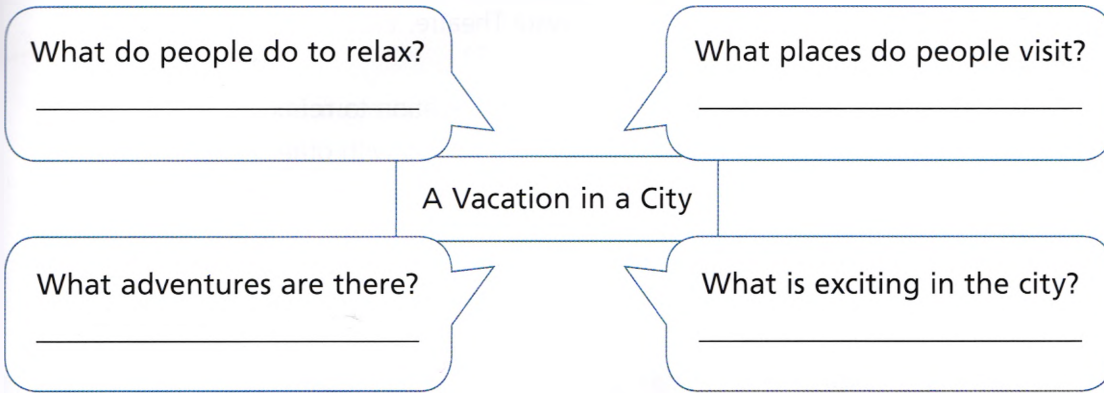 What do people do to relax?
What places do people visit?
A Vacation in a City
What adventures are there?
What is exciting in the city?